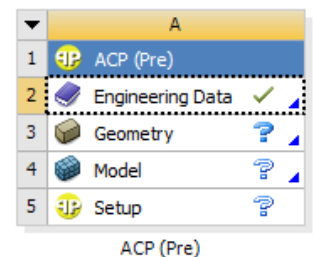 A
1 ACP (Pre)
2 Engineering Data
3 Geometry ?
4 Model ?
5 Setup ?
ACP (Pre)